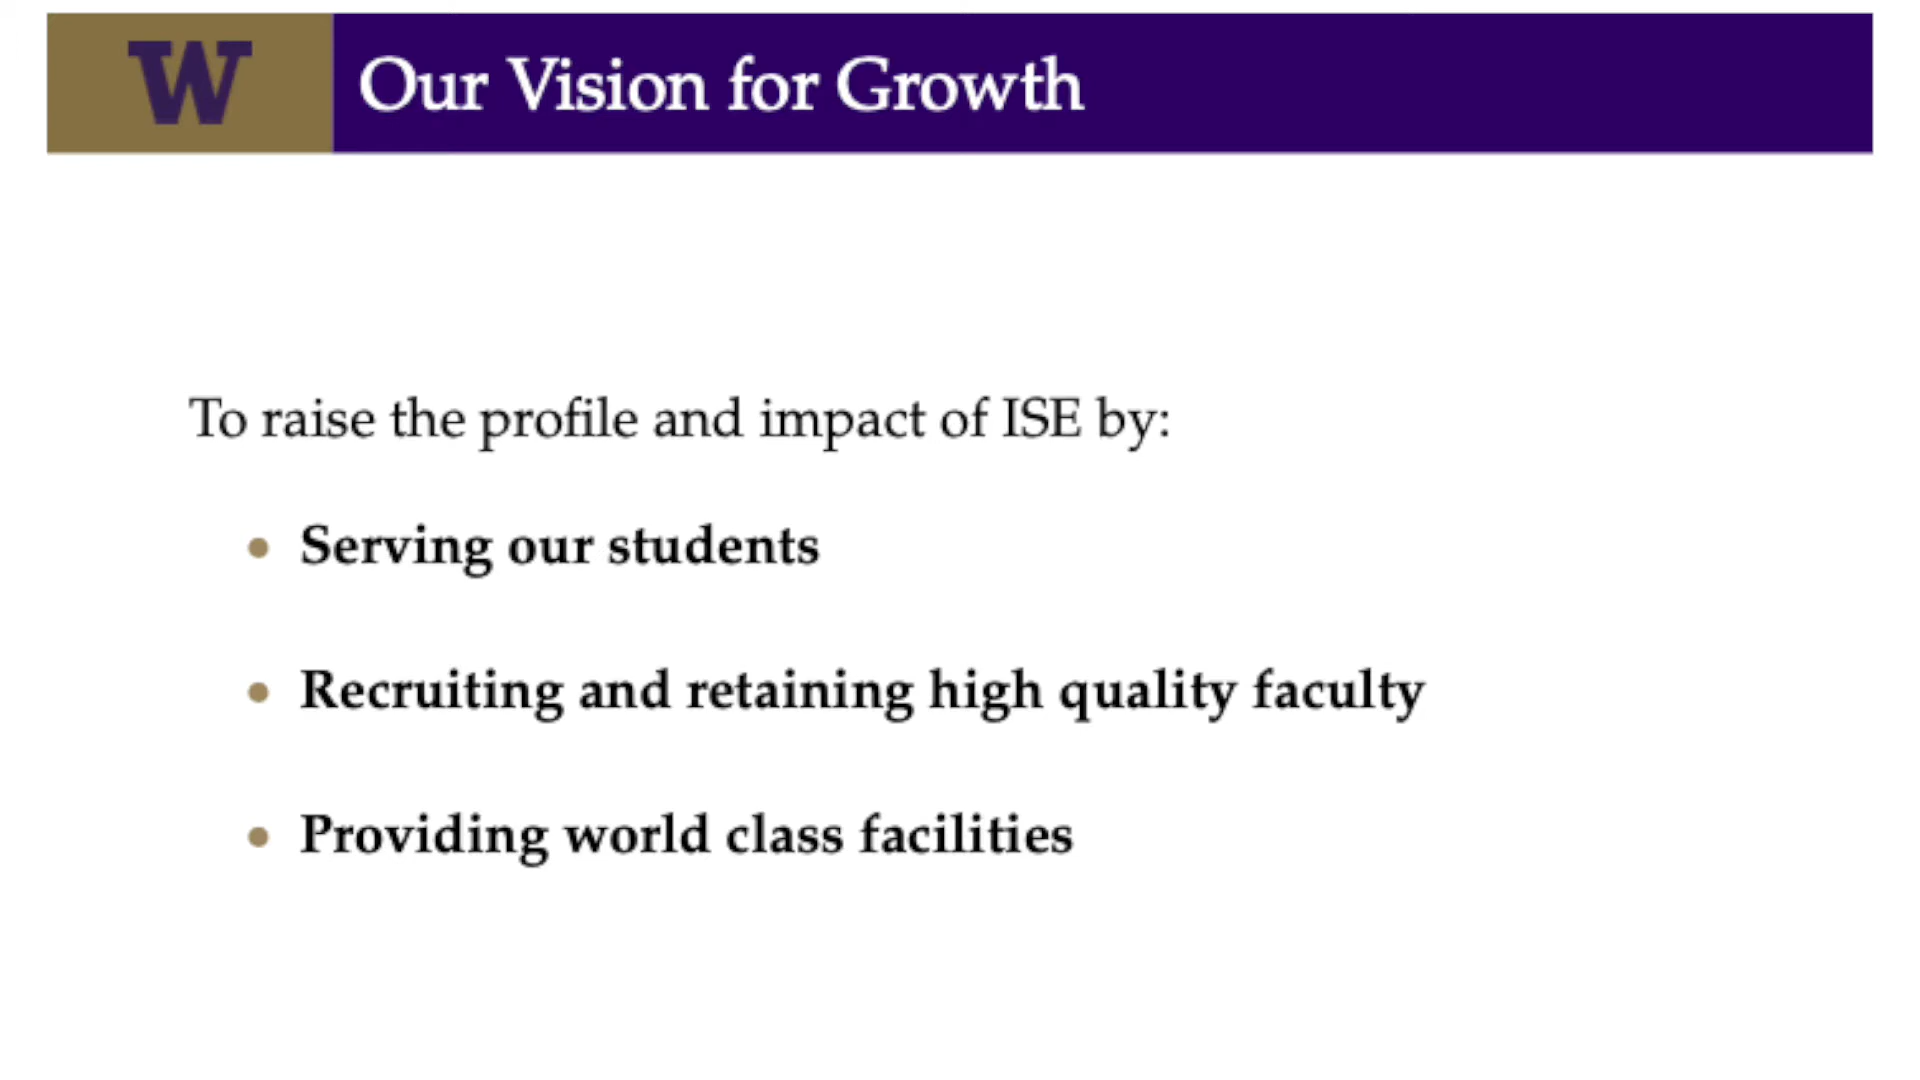 W Our Vision for Growth
To raise the profile and impact of ISE by:
• Serving our students
• Recruiting and retaining high quality faculty
• Providing world class facilities